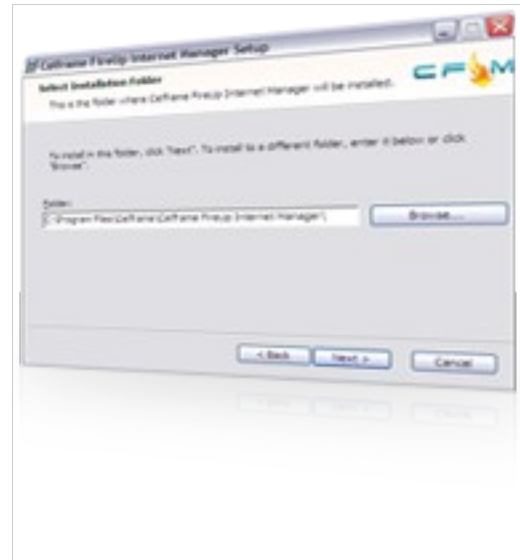 Celframe FireUp Internet Manager Setup
Select Installation Folder
This is the folder where Celframe FireUp Internet Manager will be installed.
CFM
To install in this folder, click "Next". To install to a different folder, enter it below or click
"Browse".
Folder:
C:\Program Files\Celframe\Celframe FireUp Internet Manager\
Browse...
< Back
Next >
Cancel